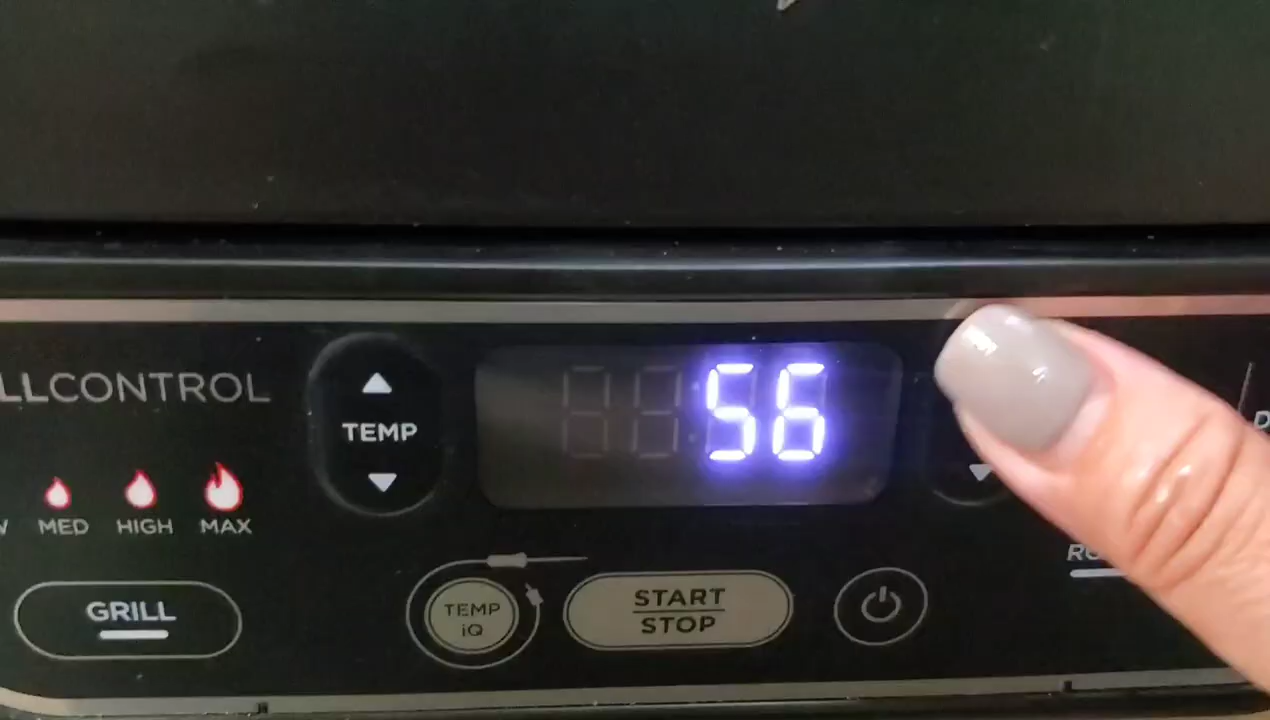 LLCONTROL
TEMP
56
MED HIGH MAX
GRILL
TEMP
iQ
START
STOP